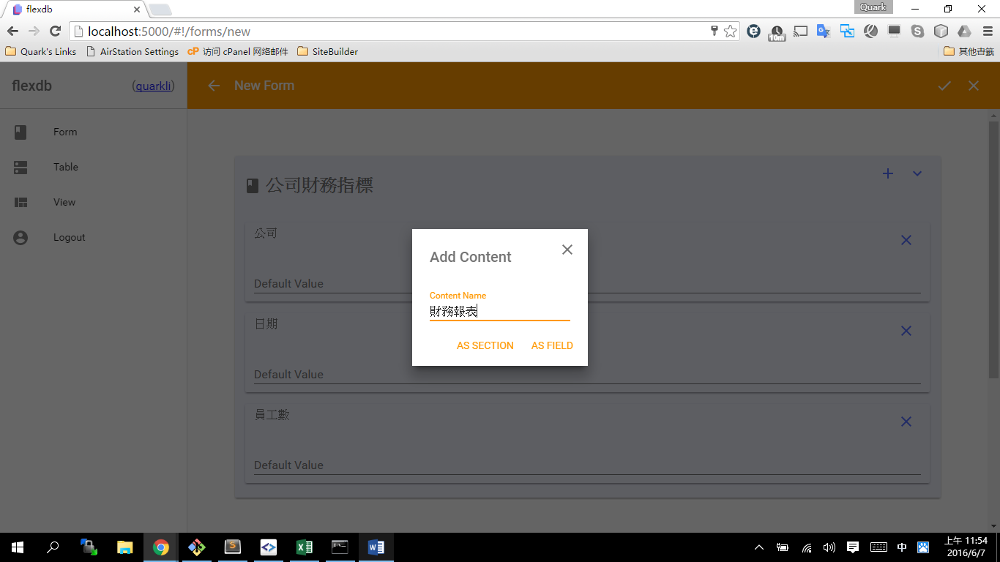 flexdb
Quark
localhost:5000/#!/forms/new
10m
Quark's Links
AirStation Settings
cP 访问 cPanel 网络邮件
SiteBuilder
其他書籤
flexdb
(quarkli)
New Form
Form
Table
View
Logout
公司財務指標
公司
Default Value
日期
Default Value
員工數
Default Value
Add Content
Content Name
財務報表
AS SECTION
AS FIELD
中
上午 11:54
2016/6/7